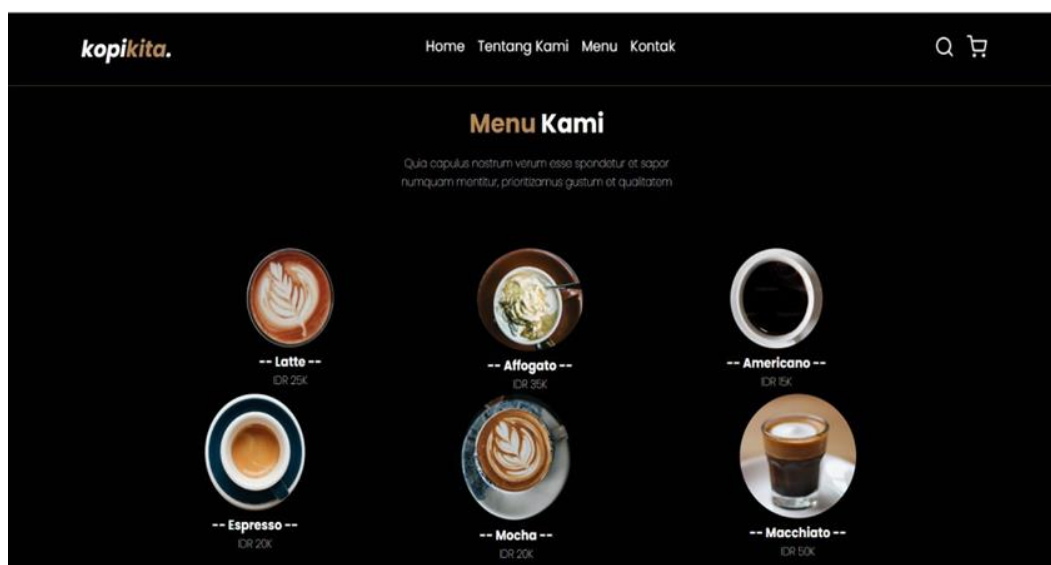 kopikita.
Home Tentang Kami Menu Kontak
Menu Kami
Quia capulus nostrum verum esse spondetur et sapor
numquam mentitur, prioritizamus gustum et qualitatem
-- Latte --
IDR 25K
-- Affogato --
IDR 35K
-- Americano --
IDR 15K
-- Espresso --
IDR 20K
-- Mocha --
IDR 20K
-- Macchiato --
IDR 50K